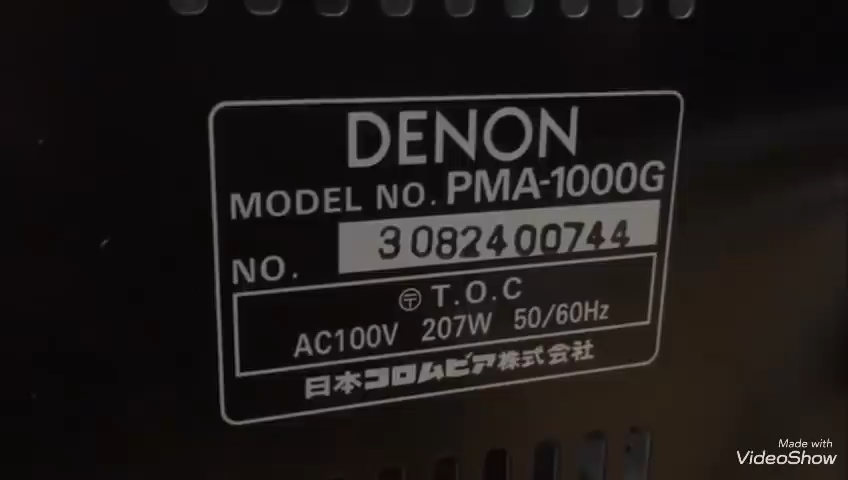 DENON
MODEL NO. PMA-1000G
NO. 3082400744
〶 T.O.C
AC100V 207W 50/60Hz
日本コロムビア株式会社
Made with
VideoShow